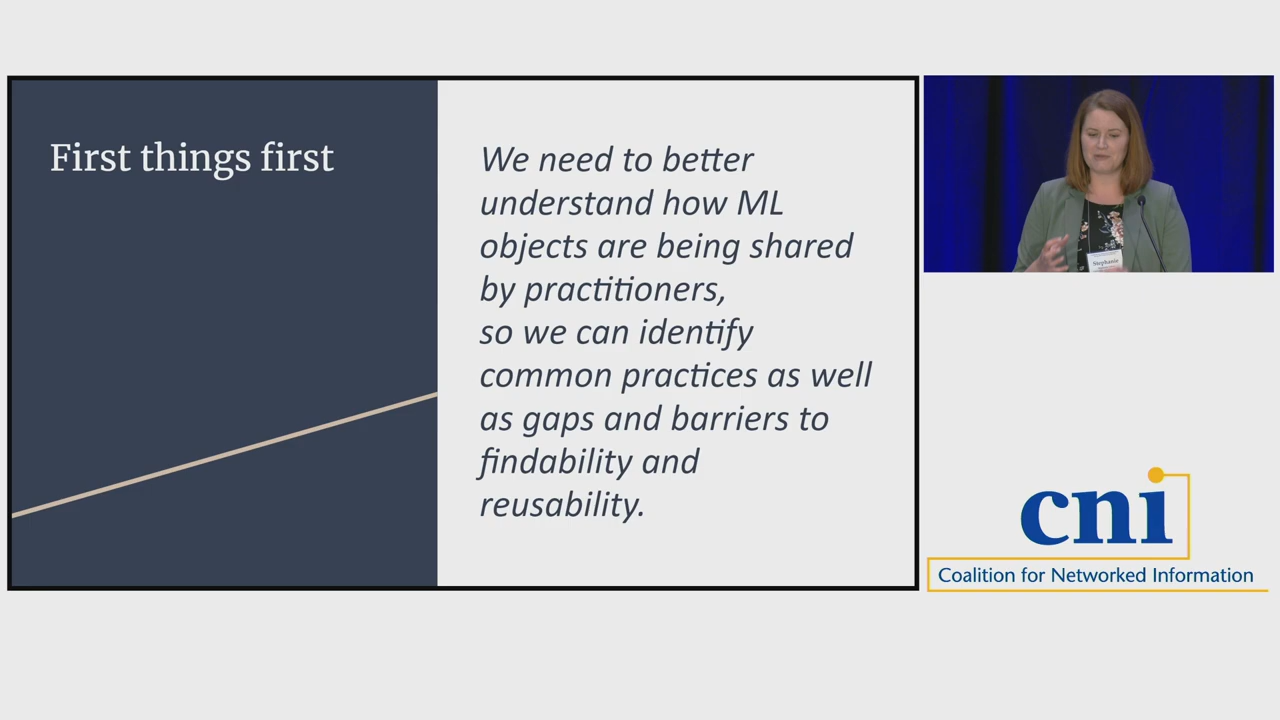 First things first
We need to better
understand how ML
objects are being shared
by practitioners,
so we can identify
common practices as well
as gaps and barriers to
findability and
reusability.
Stephanie
cni
Coalition for Networked Information